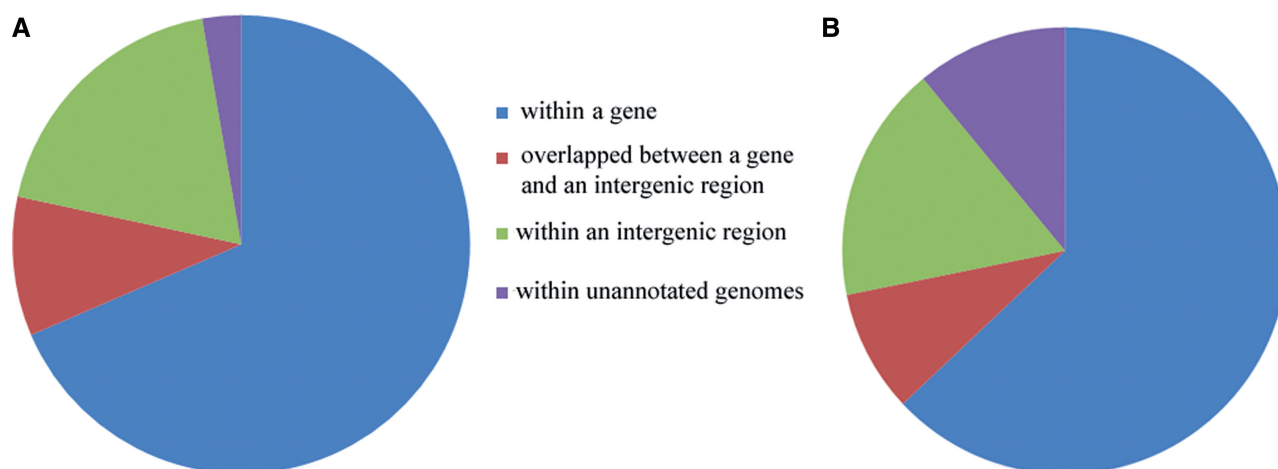 A
B
within a gene
overlapped between a gene
and an intergenic region
within an intergenic region
within unannotated genomes